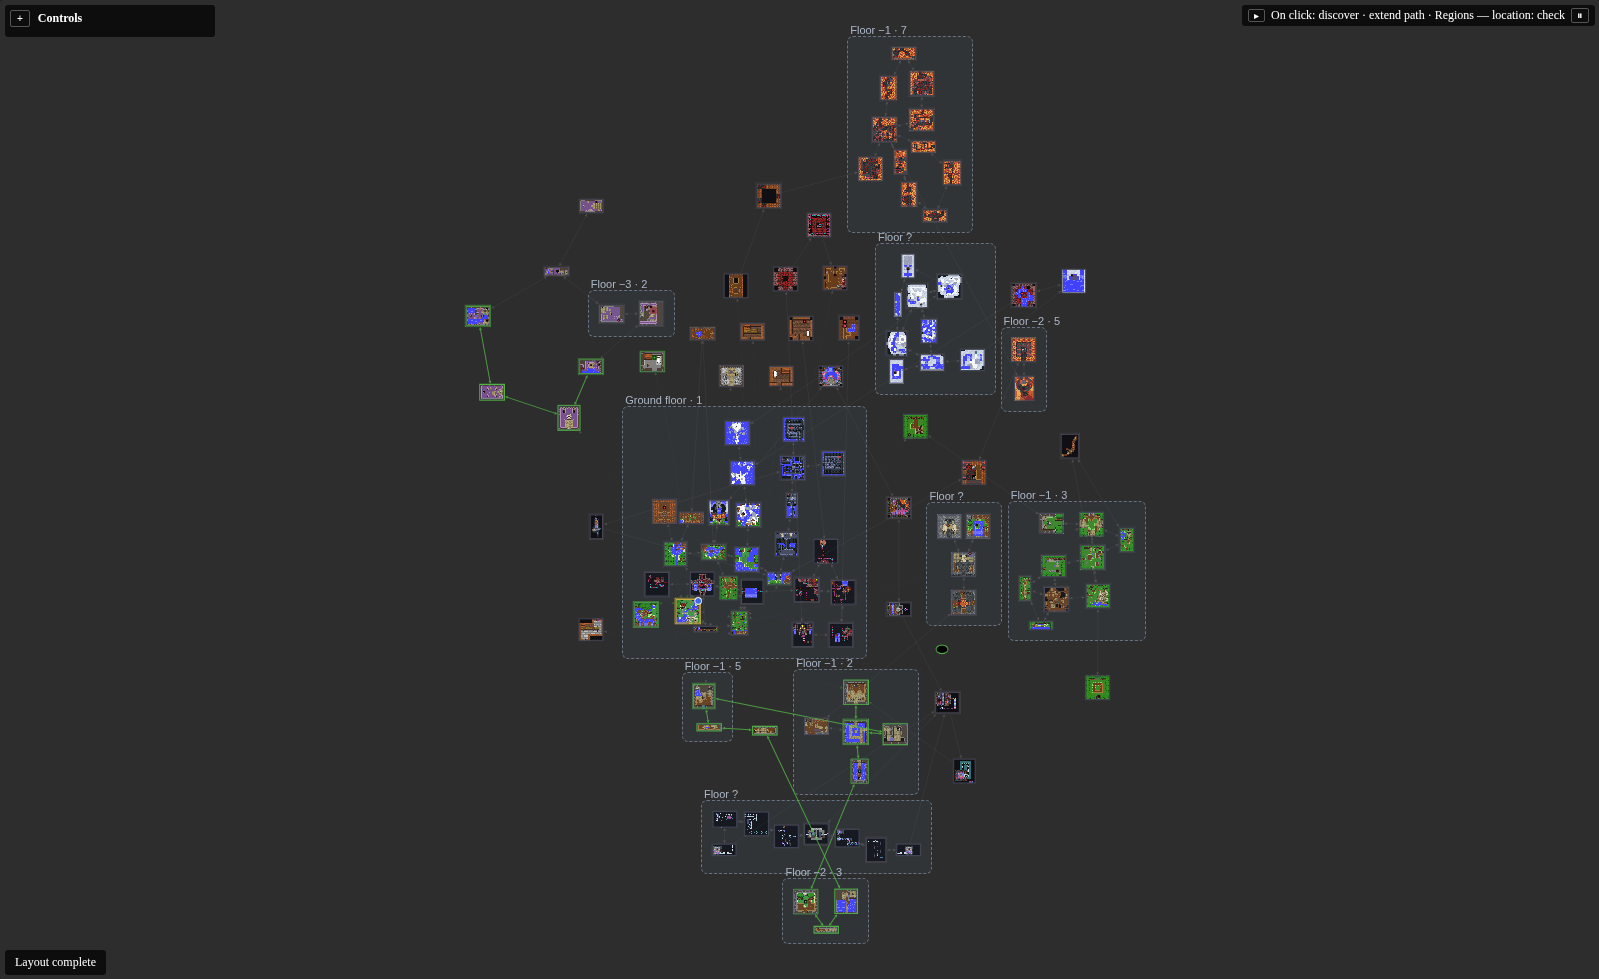 + Controls
▶ On click: discover · extend path · Regions — location: check ⏸
Floor −1 · 7
Floor ?
Floor −3 · 2
Floor −2 · 5
Ground floor · 1
Floor ?
Floor −1 · 3
Floor −1 · 5
Floor −1 · 2
Floor ?
Floor −2 · 3
Layout complete